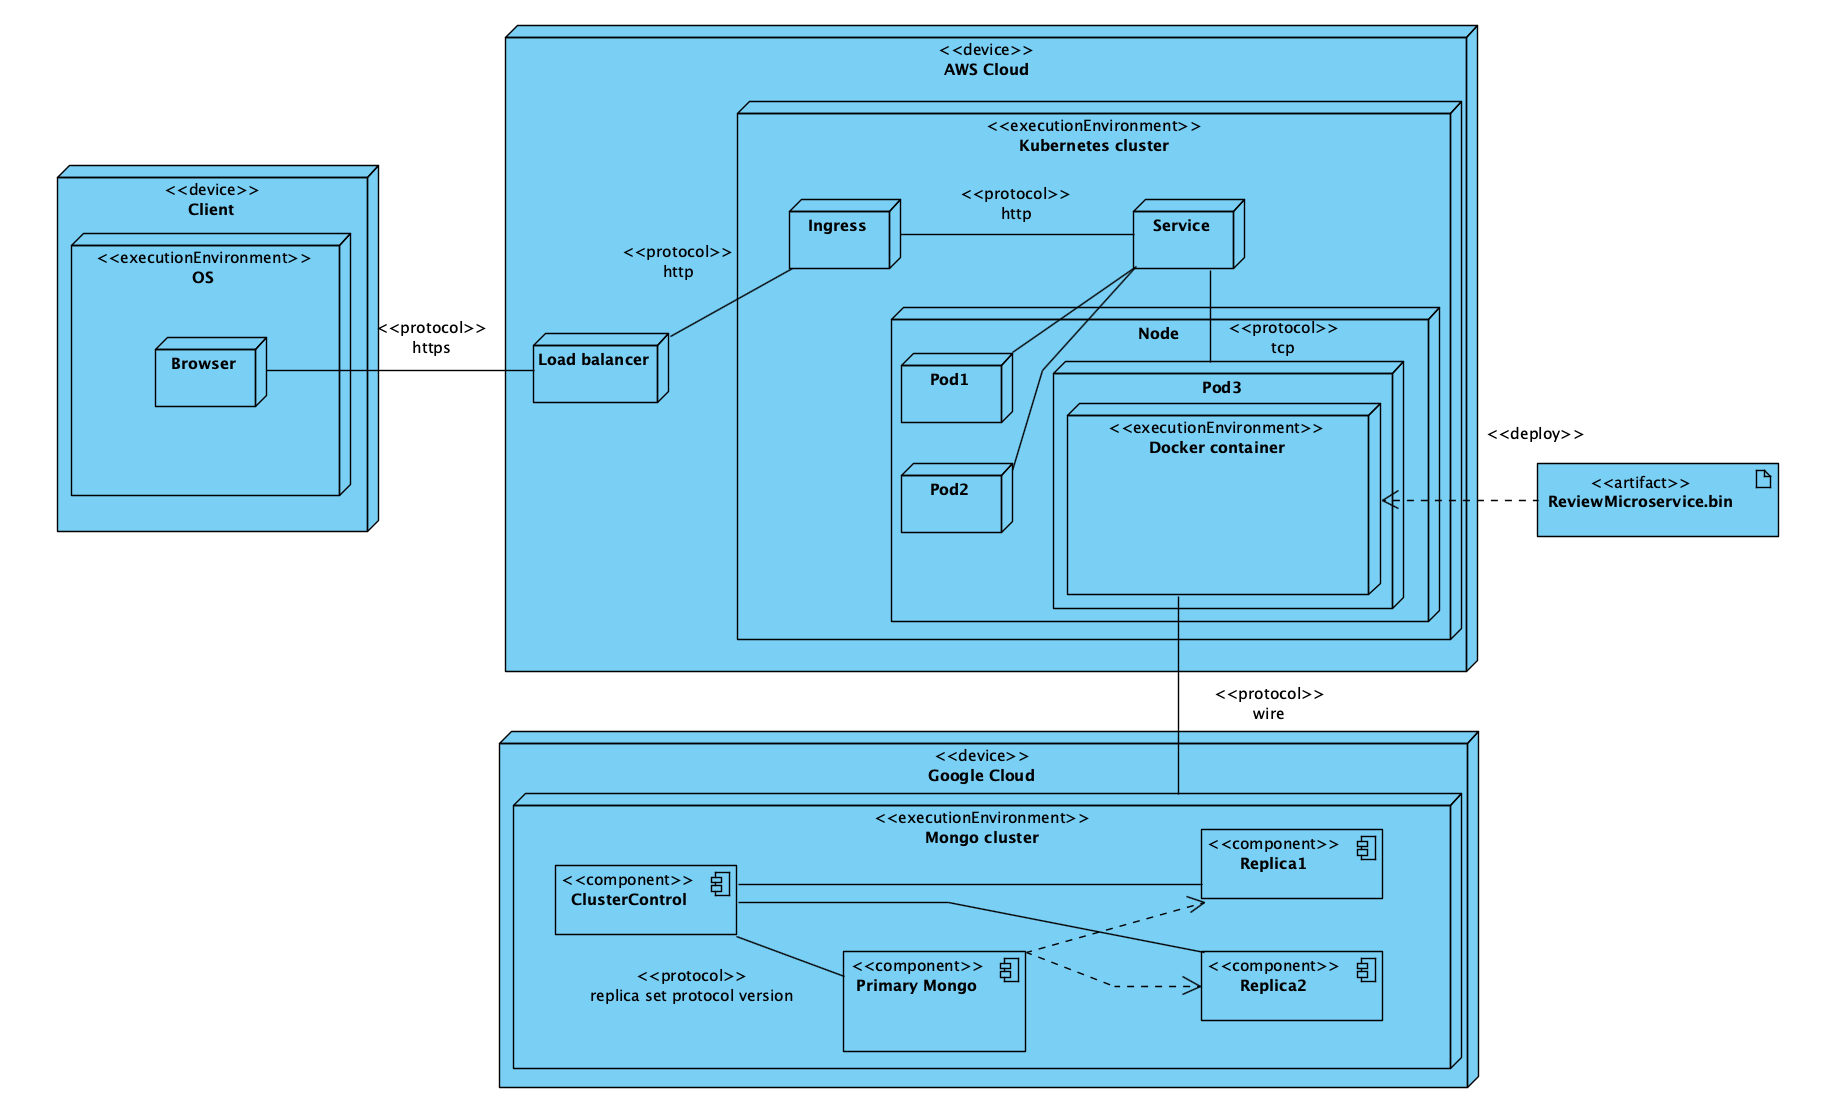 <<device>>
AWS Cloud
<<executionEnvironment>>
Kubernetes cluster
<<device>>
Client
<<executionEnvironment>>
OS
Browser
<<protocol>>
https
Load balancer
<<protocol>>
http
Ingress
<<protocol>>
http
Service
Node
<<protocol>>
tcp
Pod1
Pod2
Pod3
<<executionEnvironment>>
Docker container
<<deploy>>
<<artifact>>
ReviewMicroservice.bin
<<protocol>>
wire
<<device>>
Google Cloud
<<executionEnvironment>>
Mongo cluster
<<component>>
ClusterControl
<<component>>
Replica1
<<protocol>>
replica set protocol version
<<component>>
Primary Mongo
<<component>>
Replica2